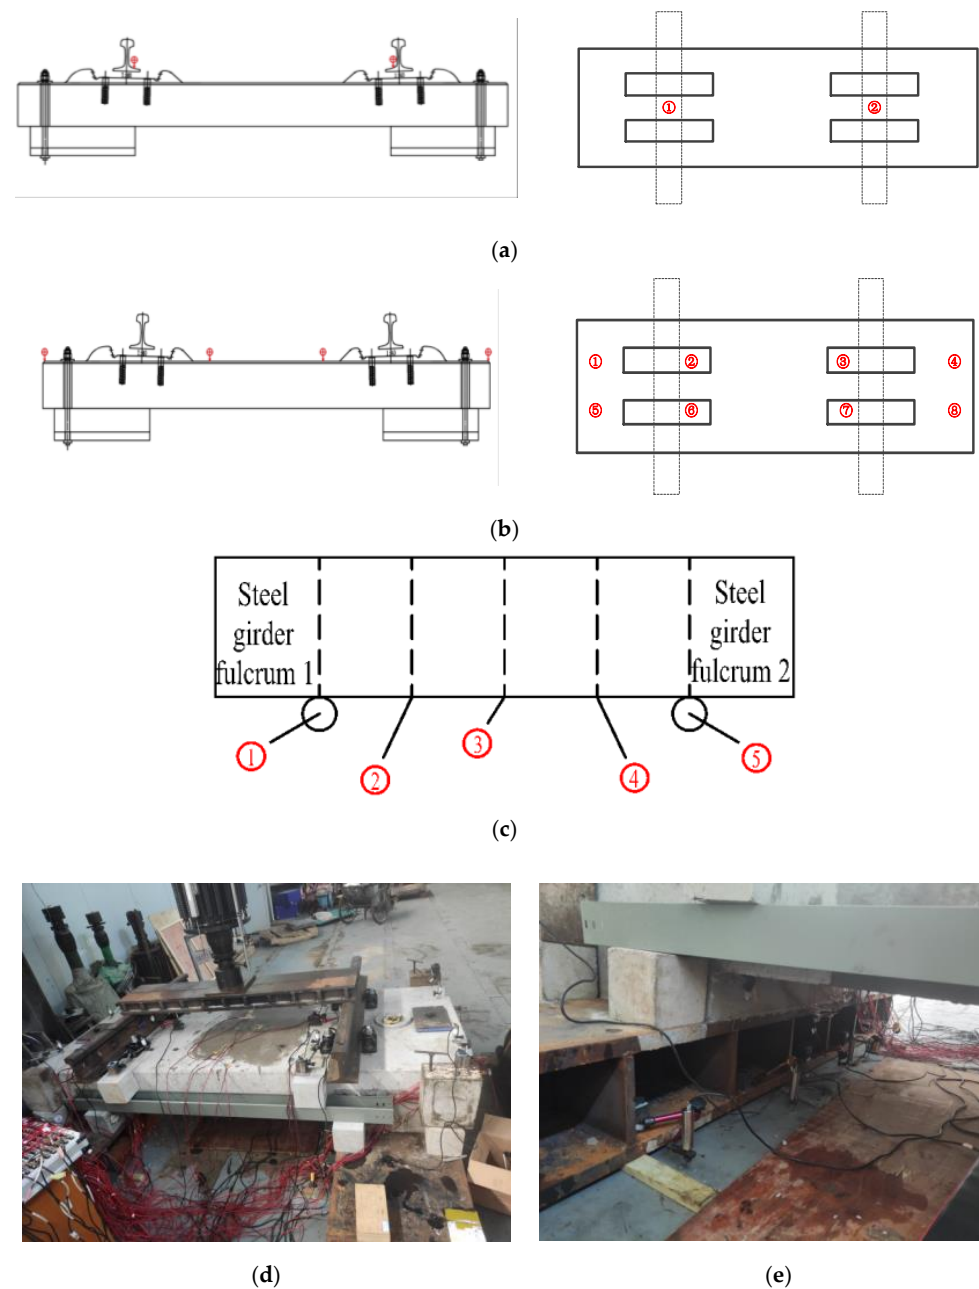 ① ②
(a)
① ② ③ ④
⑤ ⑥ ⑦ ⑧
(b)
Steel
girder
fulcrum 1
Steel
girder
fulcrum 2
① ② ③ ④ ⑤
(c)
(d)
(e)